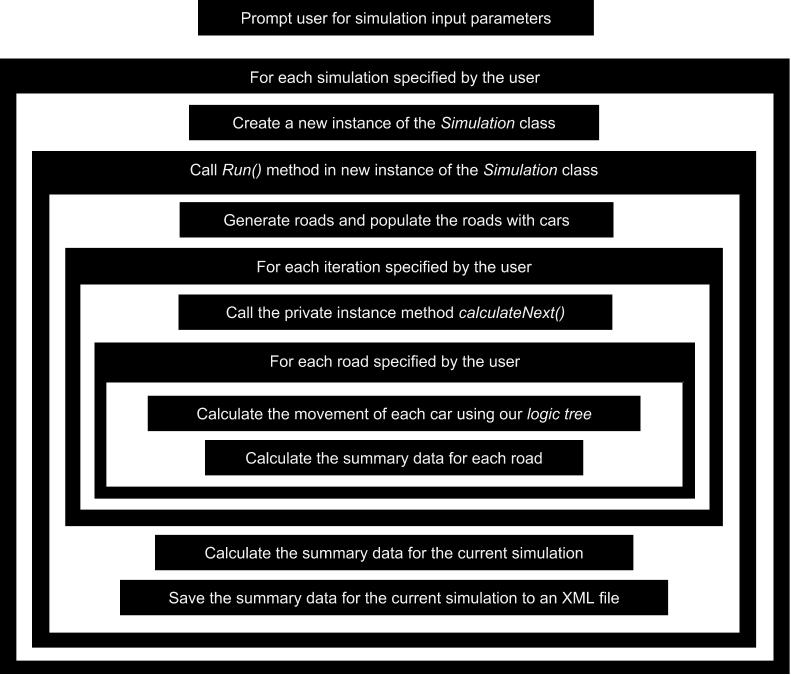 Prompt user for simulation input parameters
For each simulation specified by the user
Create a new instance of the Simulation class
Call Run() method in new instance of the Simulation class
Generate roads and populate the roads with cars
For each iteration specified by the user
Call the private instance method calculateNext()
For each road specified by the user
Calculate the movement of each car using our logic tree
Calculate the summary data for each road
Calculate the summary data for the current simulation
Save the summary data for the current simulation to an XML file